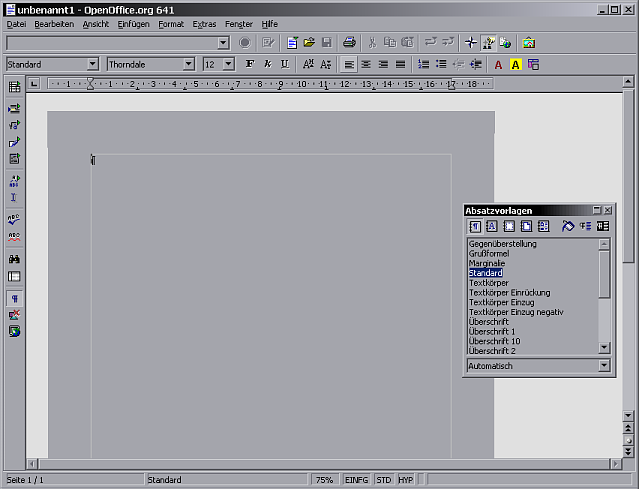 unbenannt1 - OpenOffice.org 641
Datei Bearbeiten Ansicht Einfügen Format Extras Fenster Hilfe
Standard Thorndale 12 F k U A A
1 1 2 3 4 5 6 7 8 9 10 11 12 13 14 15 16 17 18
¶
Absatzvorlagen
Gegenüberstellung
Grußformel
Marginalie
Standard
Textkörper
Textkörper Einrückung
Textkörper Einzug
Textkörper Einzug negativ
Überschrift
Überschrift 1
Überschrift 10
Überschrift 2
Automatisch
Seite 1 / 1 Standard 75% EINFG STD HYP